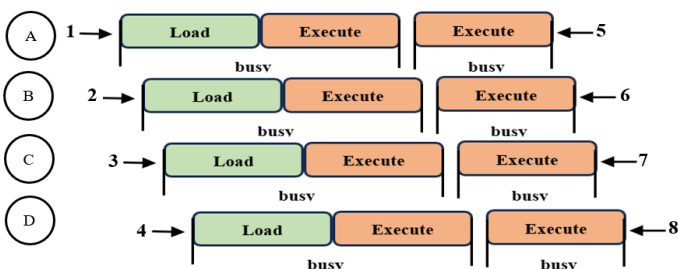 A 1 Load Execute Execute 5
busy busy
B 2 Load Execute Execute 6
busy busy
C 3 Load Execute Execute 7
busy busy
D 4 Load Execute Execute 8
busy busy